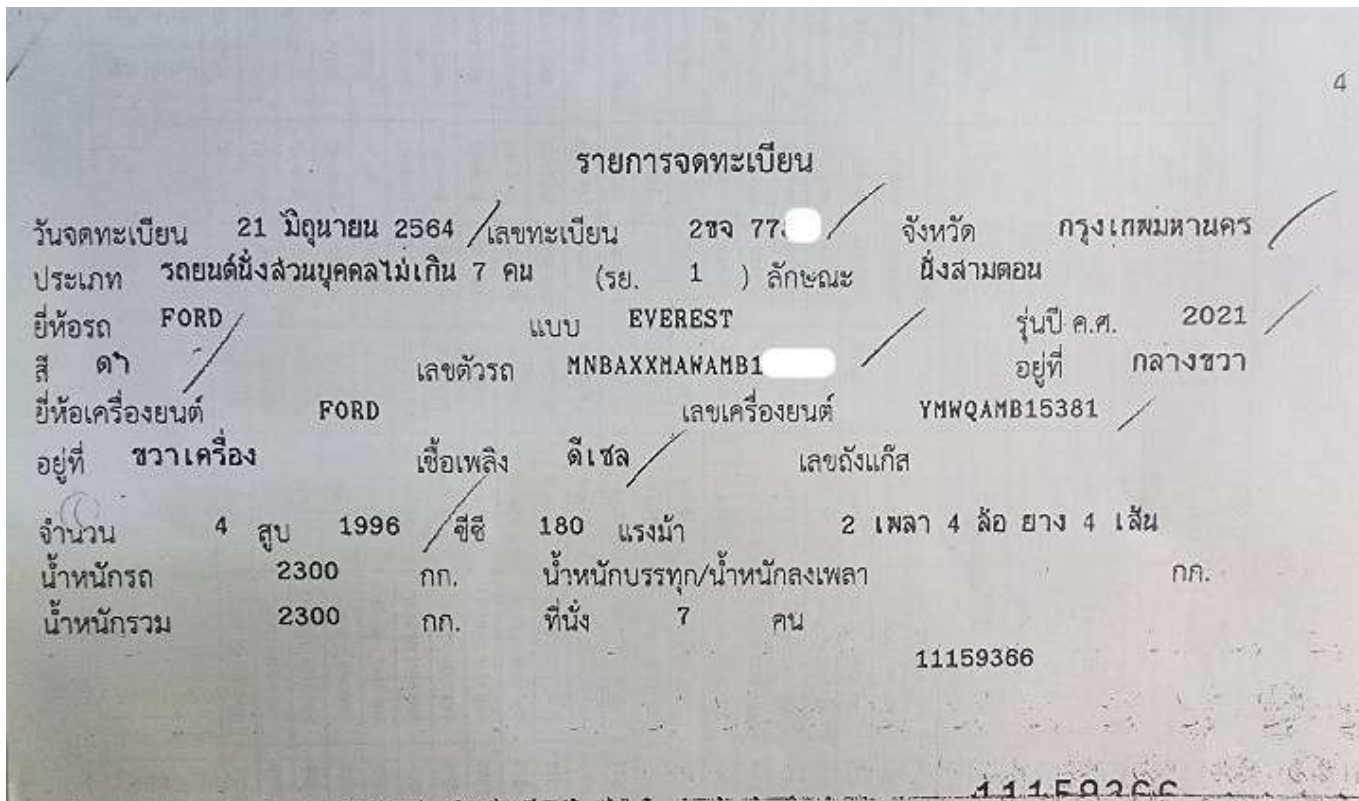 4
รายการจดทะเบียน
วันจดทะเบียน 21 มิถุนายน 2564 เลขทะเบียน 2ขจ 77 จังหวัด กรุงเทพมหานคร
ประเภท รถยนต์นั่งส่วนบุคคลไม่เกิน 7 คน (รย. 1 ) ลักษณะ นั่งสามตอน
ยี่ห้อรถ FORD แบบ EVEREST รุ่นปี ค.ศ. 2021
สี ดำ เลขตัวรถ MNBAXXMAWAMB1 อยู่ที่ กลางขวา
ยี่ห้อเครื่องยนต์ FORD เลขเครื่องยนต์ YMWQAMB15381
อยู่ที่ ขวาเครื่อง เชื้อเพลิง ดีเซล เลขถังแก๊ส
จำนวน 4 สูบ 1996 ซีซี 180 แรงม้า 2 เพลา 4 ล้อ ยาง 4 เส้น
น้ำหนักรถ 2300 กก. น้ำหนักบรรทุก/น้ำหนักลงเพลา กก.
น้ำหนักรวม 2300 กก. ที่นั่ง 7 คน
11159366
11159366